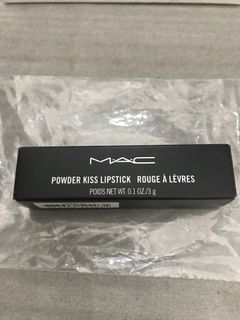 MAC
POWDER KISS LIPSTICK ROUGE À LÈVRES
POIDS NET WT. 0.1 OZ/3 g